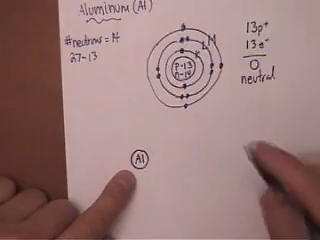 Aluminum (Al)
#neutrons = 14
27-13
K
L
M
p-13
n-14
13p⁺
13e⁻
0
neutral
Al